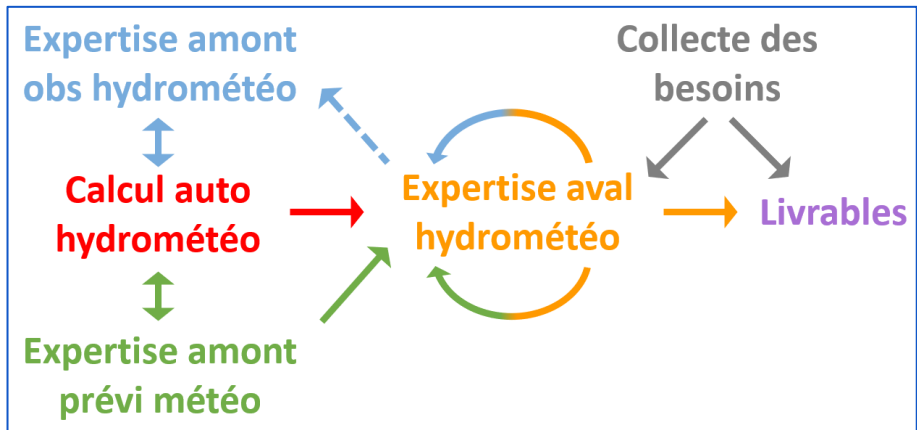 Expertise amont
obs hydrométéo
Collecte des
besoins
Calcul auto
hydrométéo
Expertise aval
hydrométéo
Livrables
Expertise amont
prévi météo